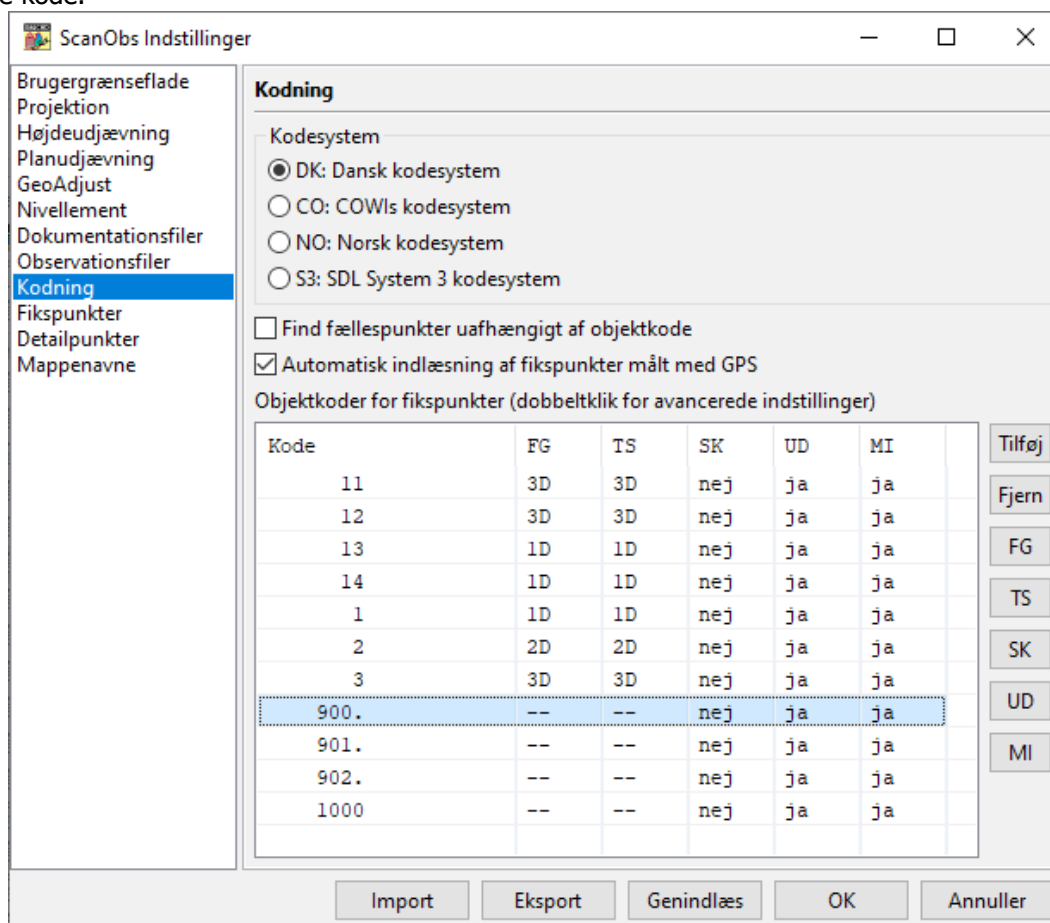 e kode.
ScanObs Indstillinger
Brugergrænseflade
Projektion
Højdeudjævning
Planudjævning
GeoAdjust
Nivellement
Dokumentationsfiler
Observationsfiler
Kodning
Fikspunkter
Detailpunkter
Mappenavne
Kodning
Kodesystem
DK: Dansk kodesystem
CO: COWIs kodesystem
NO: Norsk kodesystem
S3: SDL System 3 kodesystem
Find fællespunkter uafhængigt af objektkode
Automatisk indlæsning af fikspunkter målt med GPS
Objektkoder for fikspunkter (dobbeltklik for avancerede indstillinger)
Kode FG TS SK UD MI
11 3D 3D nej ja ja
12 3D 3D nej ja ja
13 1D 1D nej ja ja
14 1D 1D nej ja ja
1 1D 1D nej ja ja
2 2D 2D nej ja ja
3 3D 3D nej ja ja
900. -- -- nej ja ja
901. -- -- nej ja ja
902. -- -- nej ja ja
1000 -- -- nej ja ja
Tilføj
Fjern
FG
TS
SK
UD
MI
Import Eksport Genindlæs OK Annuller